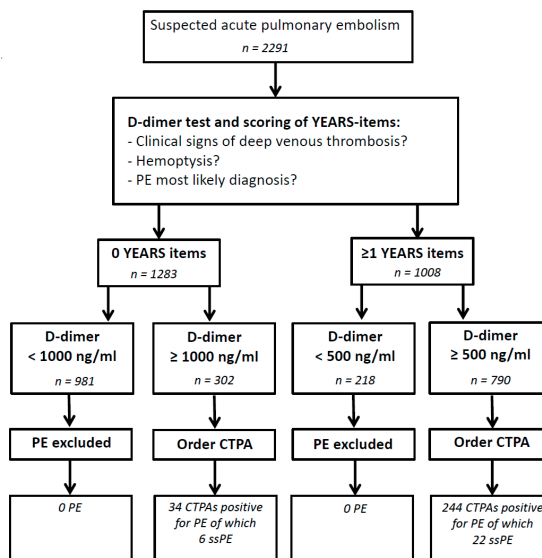 Suspected acute pulmonary embolism
n = 2291
D-dimer test and scoring of YEARS-items:
- Clinical signs of deep venous thrombosis?
- Hemoptysis?
- PE most likely diagnosis?
0 YEARS items
n = 1283
≥1 YEARS items
n = 1008
D-dimer
< 1000 ng/ml
n = 981
D-dimer
≥ 1000 ng/ml
n = 302
D-dimer
< 500 ng/ml
n = 218
D-dimer
≥ 500 ng/ml
n = 790
PE excluded
Order CTPA
PE excluded
Order CTPA
0 PE
34 CTPAs positive
for PE of which
6 ssPE
0 PE
244 CTPAs positive
for PE of which
22 ssPE